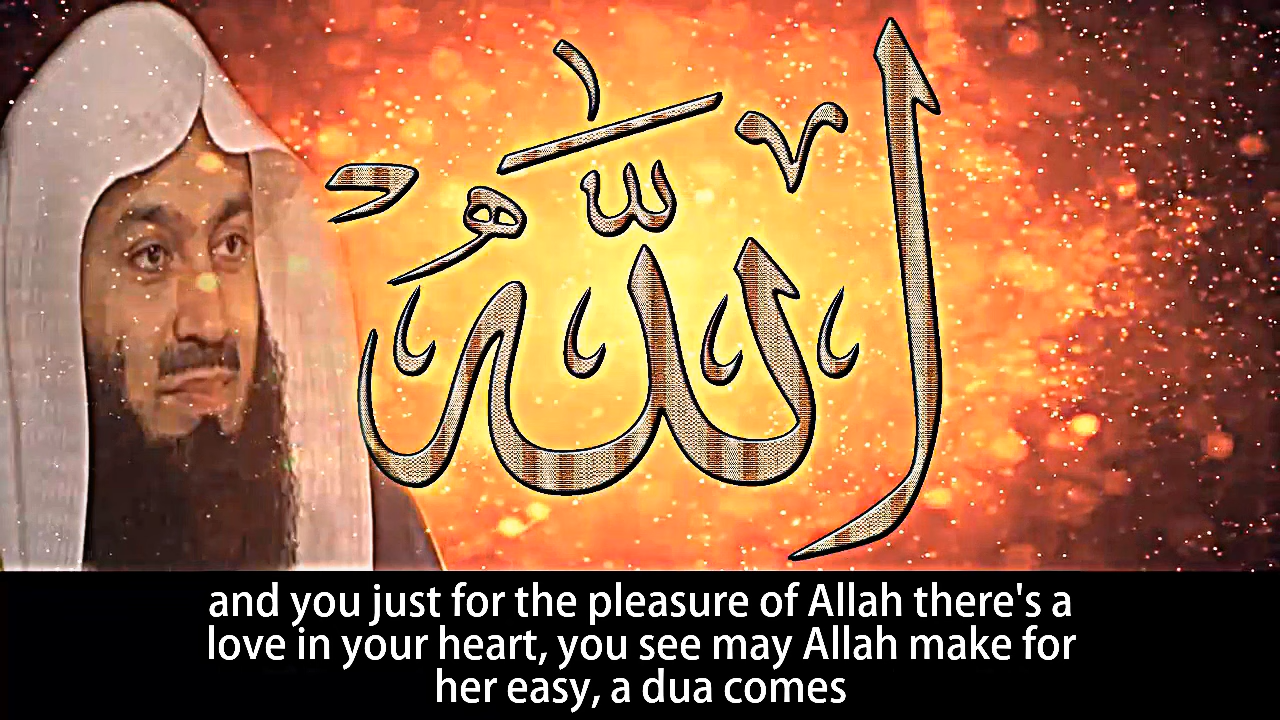 الله
and you just for the pleasure of Allah there's a
love in your heart, you see may Allah make for
her easy, a dua comes